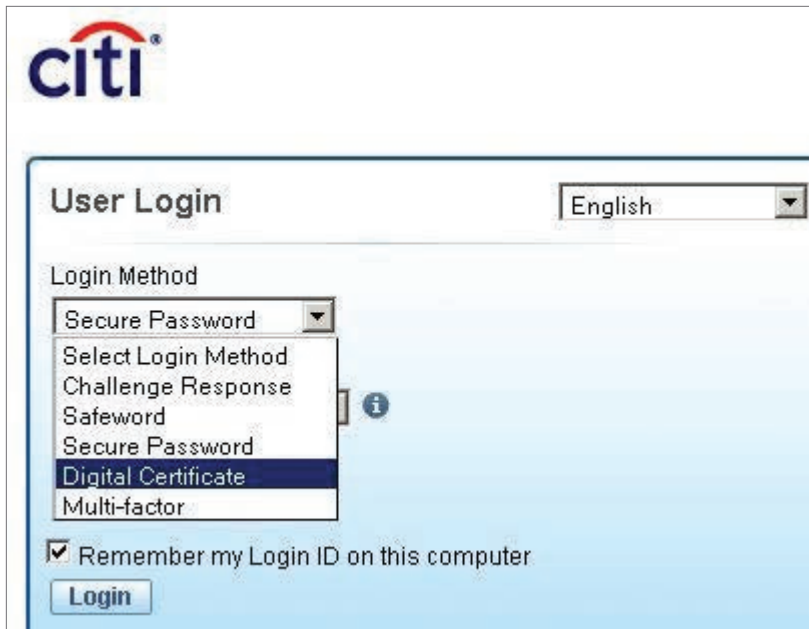 citi®
User Login
English
Login Method
Secure Password
Select Login Method
Challenge Response
Safeword
Secure Password
Digital Certificate
Multi-factor
Remember my Login ID on this computer
Login